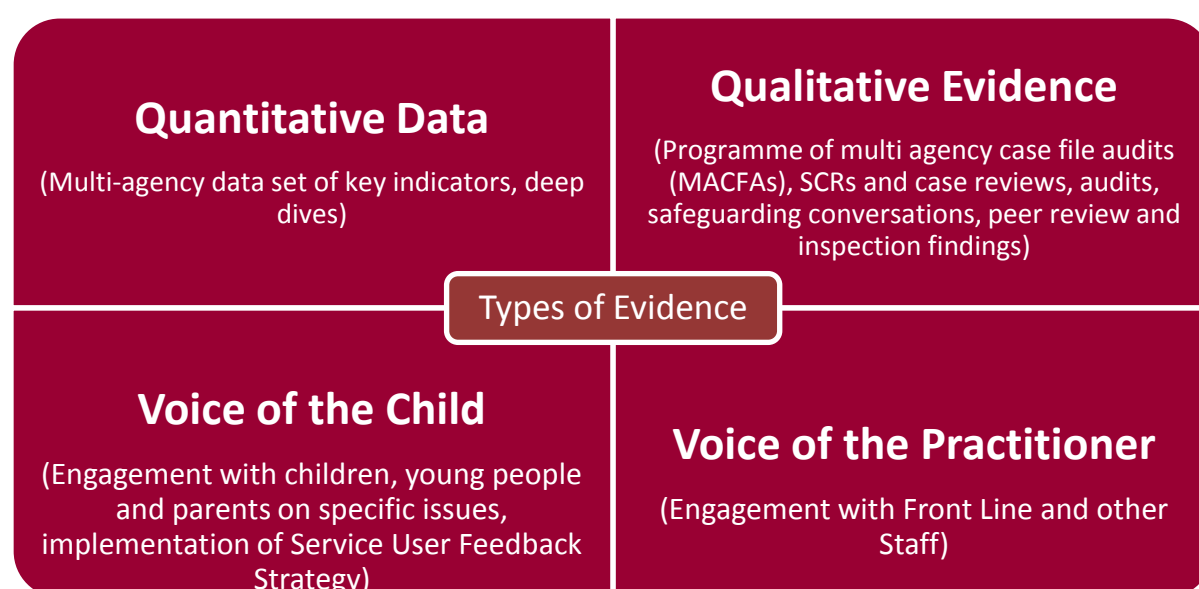 Quantitative Data
(Multi-agency data set of key indicators, deep
dives)
Qualitative Evidence
(Programme of multi agency case file audits
(MACFAs), SCRs and case reviews, audits,
safeguarding conversations, peer review and
inspection findings)
Types of Evidence
Voice of the Child
(Engagement with children, young people
and parents on specific issues,
implementation of Service User Feedback
Strategy)
Voice of the Practitioner
(Engagement with Front Line and other
Staff)